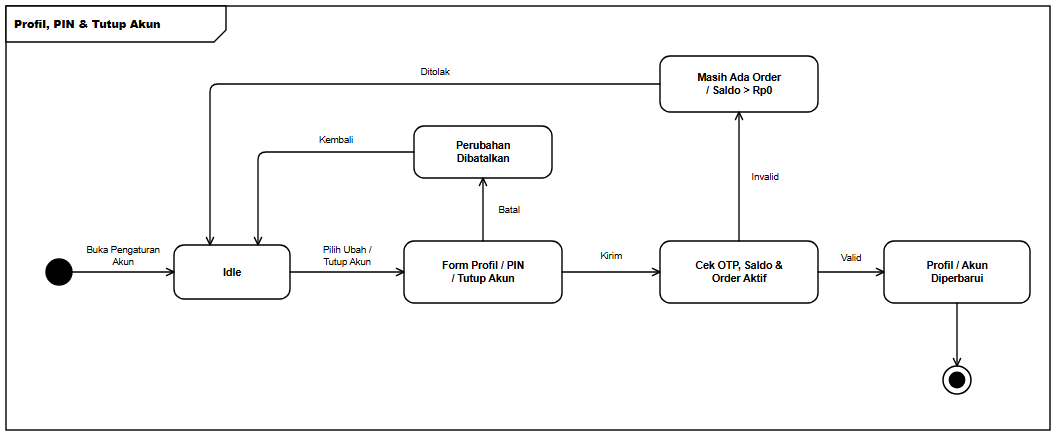 Profil, PIN & Tutup Akun
Masih Ada Order
/ Saldo > Rp0
Ditolak
Perubahan
Dibatalkan
Kembali
Invalid
Batal
Buka Pengaturan
Akun
Idle
Pilih Ubah /
Tutup Akun
Form Profil / PIN
/ Tutup Akun
Kirim
Cek OTP, Saldo &
Order Aktif
Valid
Profil / Akun
Diperbarui